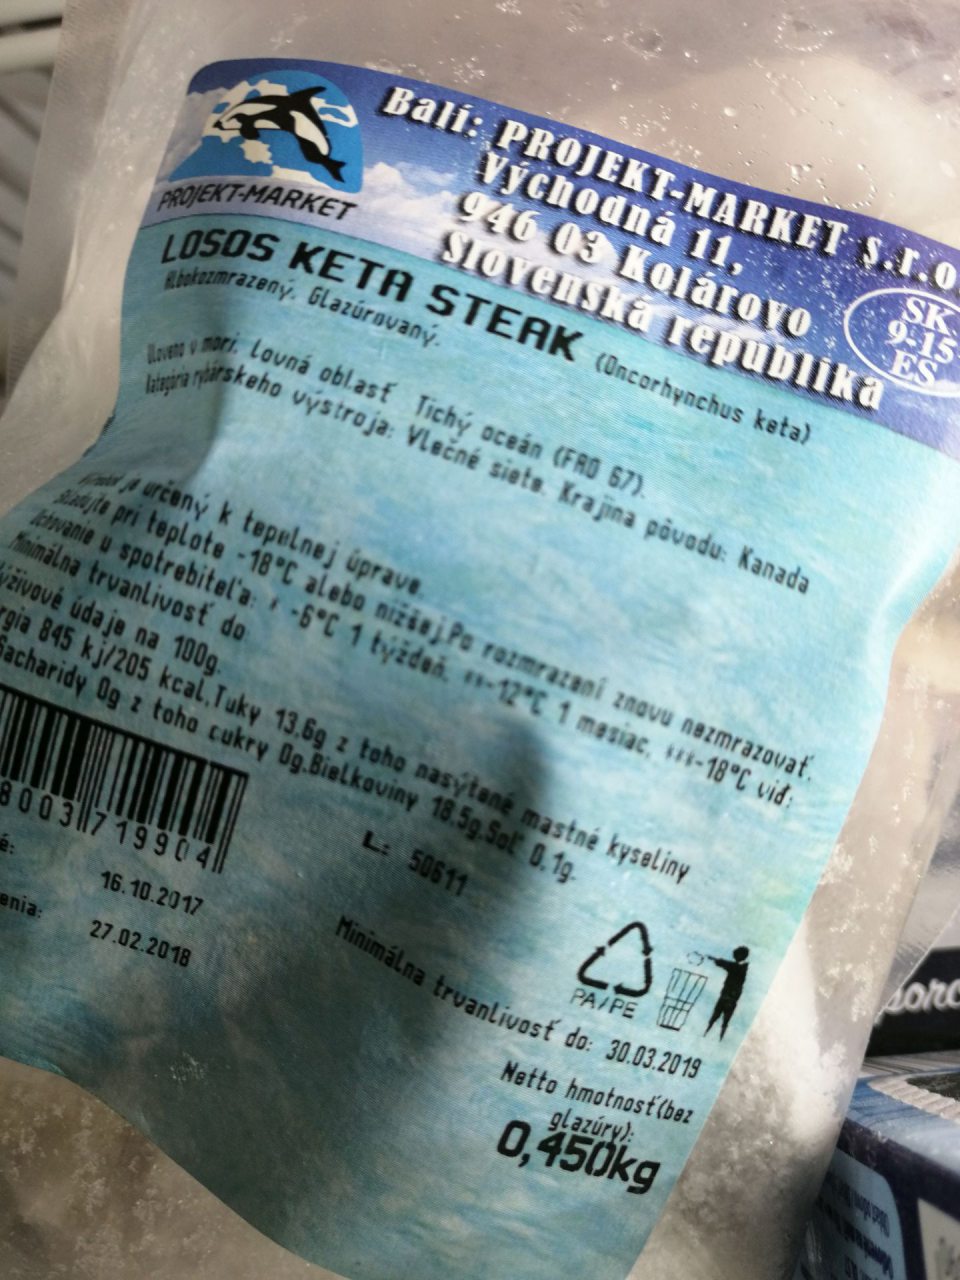 PROJEKT-MARKET
Balí: PROJEKT-MARKET s.r.o
Východná 11,
946 03 Kolárovo
Slovenská republika
SK
9-15
ES
LOSOS KETA STEAK (Oncorhynchus keta)
Hlbokozmrazený. Glazúrovaný.
Ulovené v mori. Lovná oblasť Tichý oceán (FAO 67).
Kategória rybárskeho výstroja: Vlečné siete. Krajina pôvodu: Kanada
je určený k tepelnej úprave.
Skladujte pri teplote -18°C alebo nižšej.Po rozmrazení znovu nezmrazovať.
Uchovanie u spotrebiteľa: * -6°C 1 týždeň, **-12°C 1 mesiac, ***-18°C viď:
Minimálna trvanlivosť do
údaje na 100g.
845 kj/205 kcal.Tuky 13,6g z toho nasýtené mastné kyseliny
Sacharidy 0g z toho cukry 0g.Bielkoviny 18.5g.Soľ 0.1g.
8003719904
L: 50611
16.10.2017
27.02.2018
PA/PE
Minimálna trvanlivosť do: 30.03.2019
Netto hmotnosť(bez
glazúry):
0,450kg